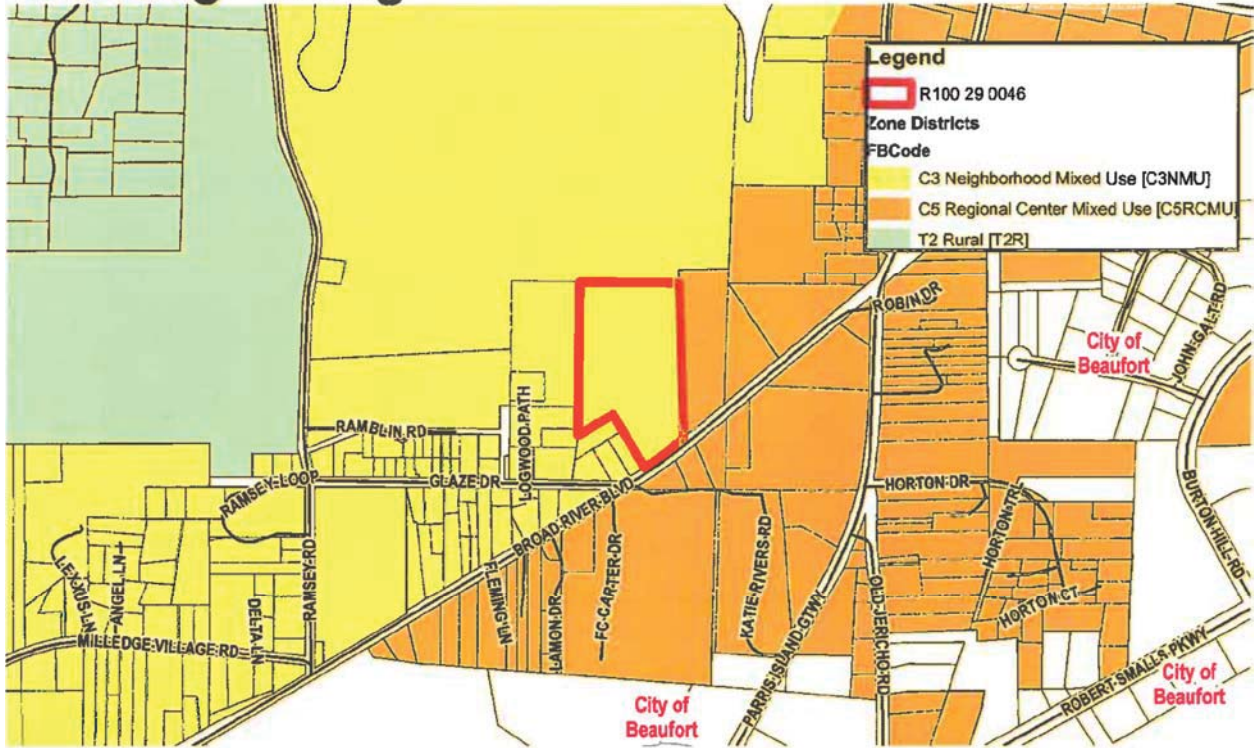 Legend
R100 29 0046
Zone Districts
FBCode
C3 Neighborhood Mixed Use [C3NMU]
C5 Regional Center Mixed Use [C5RCMU]
T2 Rural [T2R]
ROBIN DR
City of
Beaufort
JOHN GALT RD
RAMBLIN RD
LOGWOOD PATH
RAMSEY LOOP
GLAZE DR
BROAD RIVER BLVD
HORTON DR
HORTON TRL
BURTON HILL RD
LEXUS LN
ANGEL LN
DELTA LN
RAMSEY RD
FLEMING LN
LAMON DR
FC CARTER DR
KATIE RIVERS RD
OLD JERICHO RD
HORTON CT
MILLEDGE VILLAGE RD
PARRIS ISLAND GTWY
ROBERT SMALLS PKWY
City of
Beaufort
City of
Beaufort